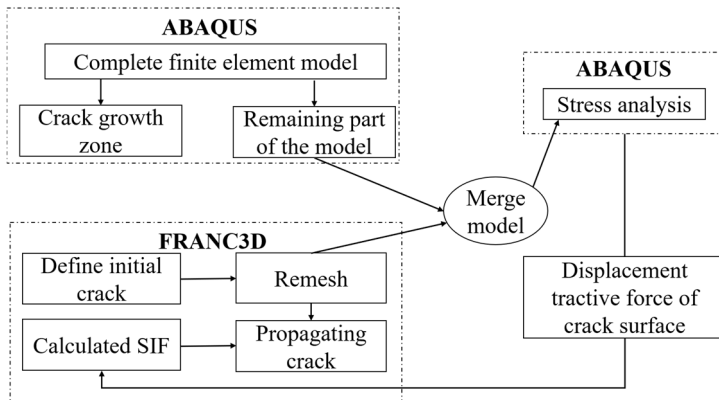 ABAQUS
Complete finite element model
Crack growth
zone
Remaining part
of the model
ABAQUS
Stress analysis
Merge
model
FRANC3D
Define initial
crack
Remesh
Calculated SIF
Propagating
crack
Displacement
tractive force of
crack surface